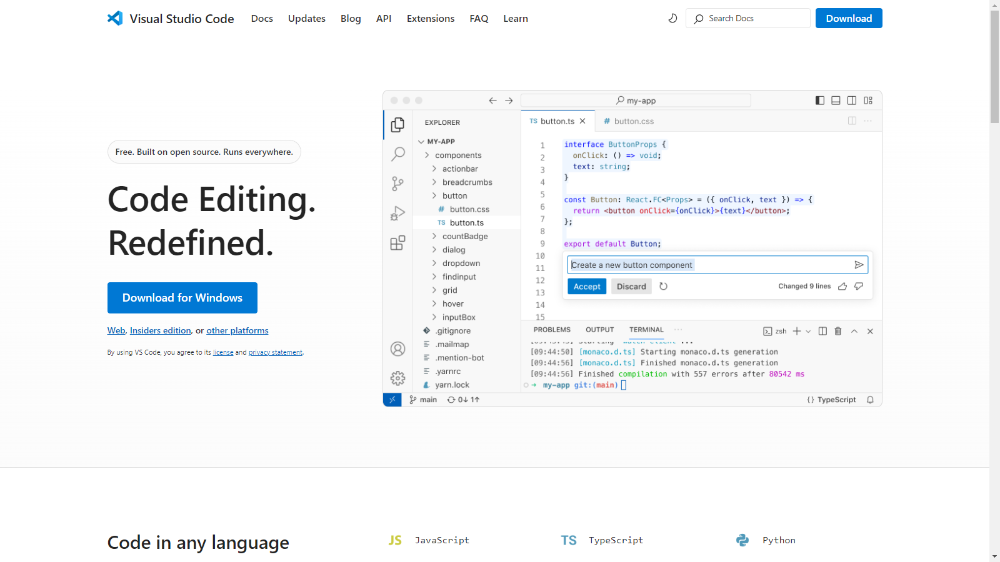 Visual Studio Code Docs Updates Blog API Extensions FAQ Learn Search Docs Download
Free. Built on open source. Runs everywhere.
Code Editing.
Redefined.
Download for Windows
Web, Insiders edition, or other platforms
By using VS Code, you agree to its license and privacy statement.
my-app
EXPLORER
MY-APP
components
actionbar
breadcrumbs
button
# button.css
TS button.ts
countBadge
dialog
dropdown
findinput
grid
hover
inputBox
.gitignore
.mailmap
.mention-bot
.yarnrc
yarn.lock
TS button.ts # button.css
1 interface ButtonProps {
2 onClick: () => void;
3 text: string;
4 }
5
6 const Button: React.FC<Props> = ({ onClick, text }) => {
7 return <button onClick={onClick}>{text}</button>;
8 };
9
10 export default Button;
11
12
13
14
15
Create a new button component
Accept Discard Changed 9 lines
PROBLEMS OUTPUT TERMINAL ··· zsh
[09:44:50] [monaco.d.ts] Starting monaco.d.ts generation
[09:44:56] [monaco.d.ts] Finished monaco.d.ts generation
[09:44:56] Finished compilation with 557 errors after 80542 ms
my-app git:(main)
main 0↓ 1↑ {} TypeScript
Code in any language
JS JavaScript TS TypeScript Python